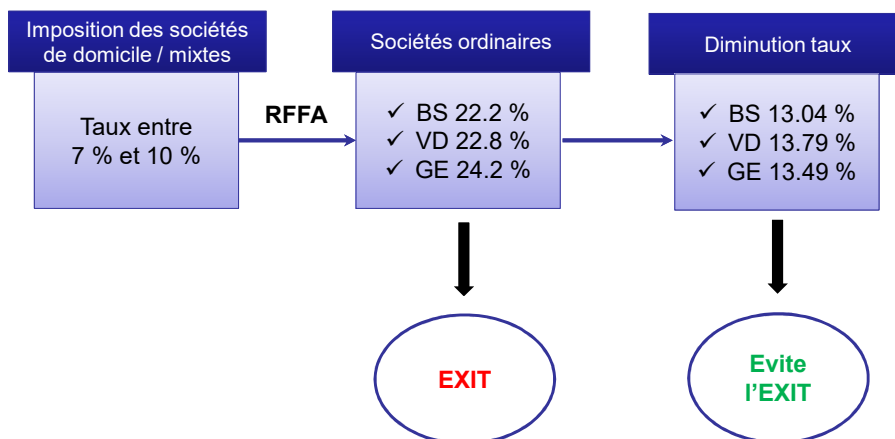 Imposition des sociétés
de domicile / mixtes
Taux entre
7 % et 10 %
RFFA
Sociétés ordinaires
✓ BS 22.2 %
✓ VD 22.8 %
✓ GE 24.2 %
Diminution taux
✓ BS 13.04 %
✓ VD 13.79 %
✓ GE 13.49 %
EXIT
Evite
l'EXIT